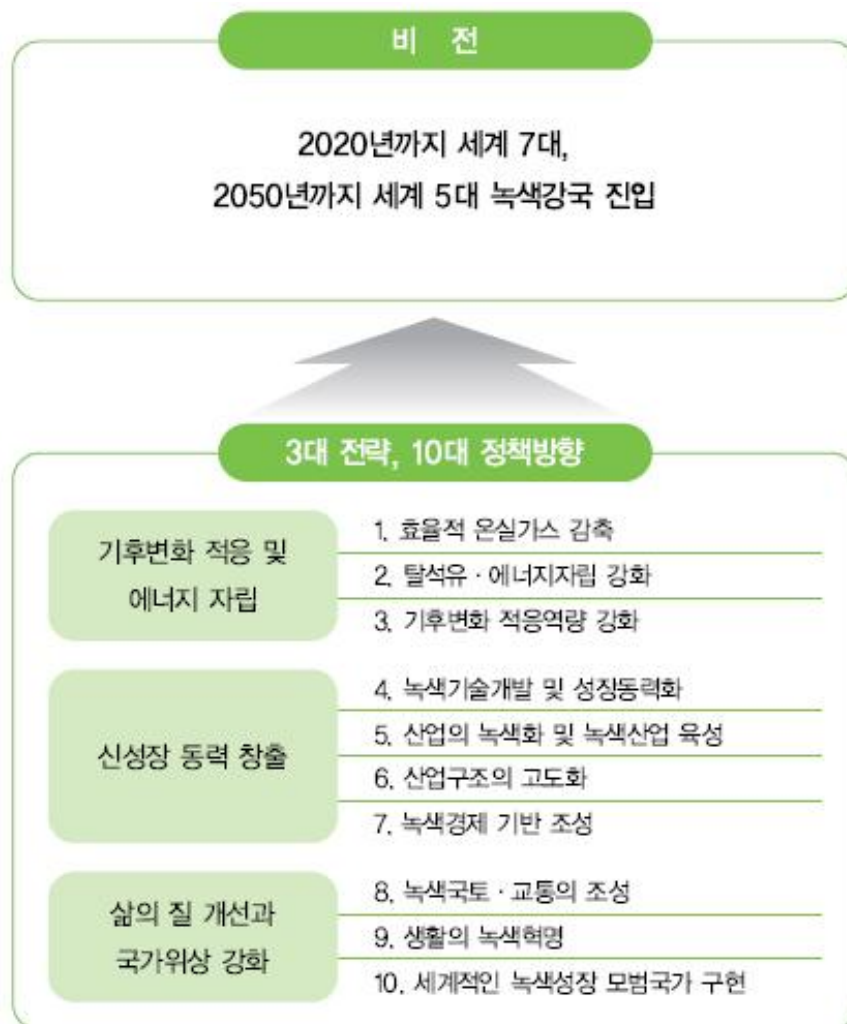 비 전
2020년까지 세계 7대,
2050년까지 세계 5대 녹색강국 진입
3대 전략, 10대 정책방향
기후변화 적응 및
에너지 자립
1. 효율적 온실가스 감축
2. 탈석유 · 에너지자립 강화
3. 기후변화 적응역량 강화
신성장 동력 창출
4. 녹색기술개발 및 성장동력화
5. 산업의 녹색화 및 녹색산업 육성
6. 산업구조의 고도화
7. 녹색경제 기반 조성
삶의 질 개선과
국가위상 강화
8. 녹색국토 · 교통의 조성
9. 생활의 녹색혁명
10. 세계적인 녹색성장 모범국가 구현